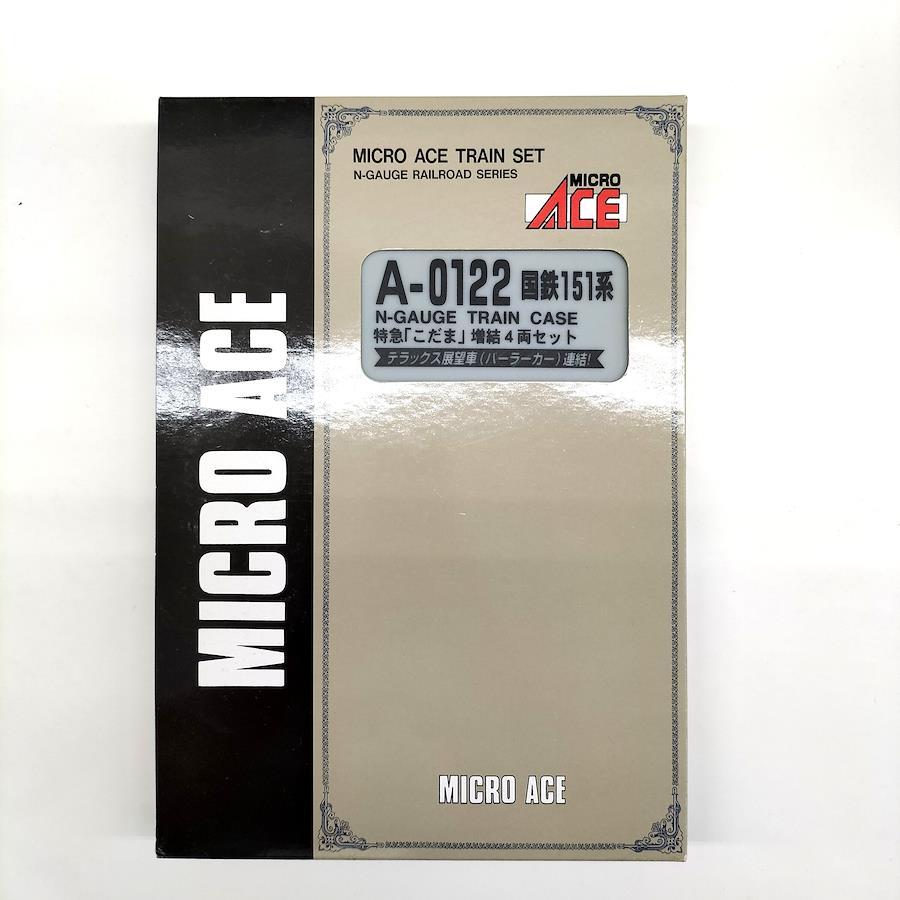 MICRO ACE
MICRO ACE TRAIN SET
N-GAUGE RAILROAD SERIES
MICRO
ACE
A-0122 国鉄151系
N-GAUGE TRAIN CASE
特急「こだま」増結4両セット
デラックス展望車(パーラーカー)連結!
MICRO ACE